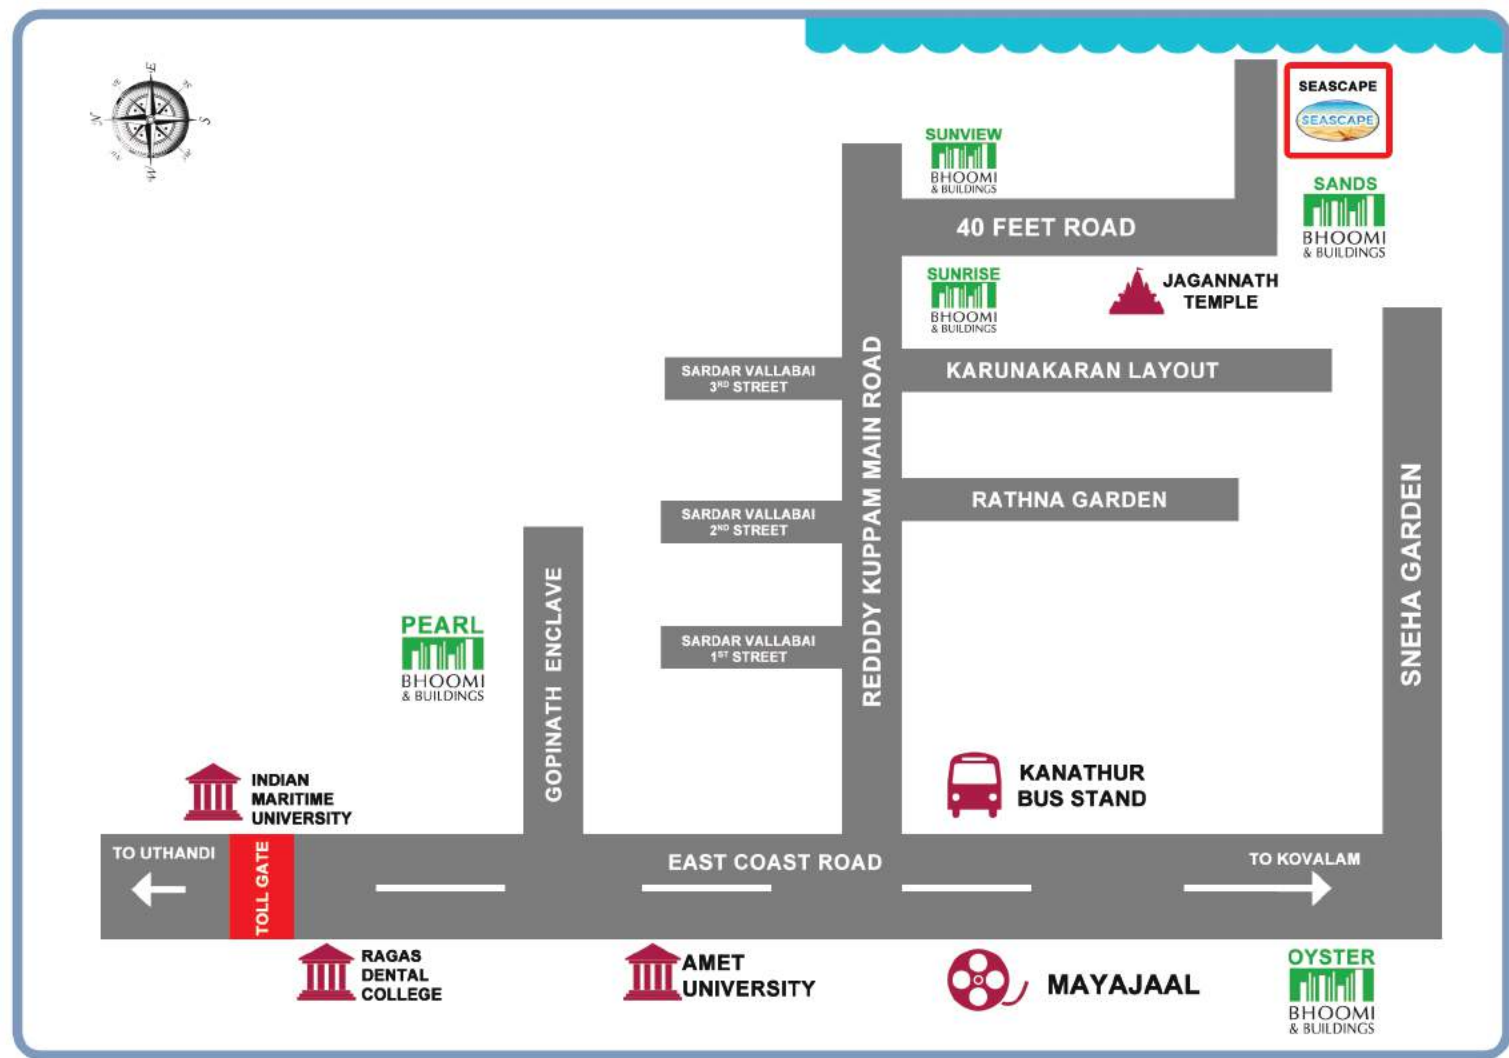 E
N
S
W
SEASCAPE
SEASCAPE
SUNVIEW
BHOOMI
& BUILDINGS
SANDS
BHOOMI
& BUILDINGS
40 FEET ROAD
SUNRISE
BHOOMI
& BUILDINGS
JAGANNATH
TEMPLE
SARDAR VALLABAI
3RD STREET
KARUNAKARAN LAYOUT
REDDDY KUPPAM MAIN ROAD
SARDAR VALLABAI
2ND STREET
RATHNA GARDEN
SNEHA GARDEN
GOPINATH ENCLAVE
PEARL
BHOOMI
& BUILDINGS
SARDAR VALLABAI
1ST STREET
INDIAN
MARITIME
UNIVERSITY
KANATHUR
BUS STAND
TO UTHANDI
TOLL GATE
EAST COAST ROAD
TO KOVALAM
RAGAS
DENTAL
COLLEGE
AMET
UNIVERSITY
MAYAJAAL
OYSTER
BHOOMI
& BUILDINGS